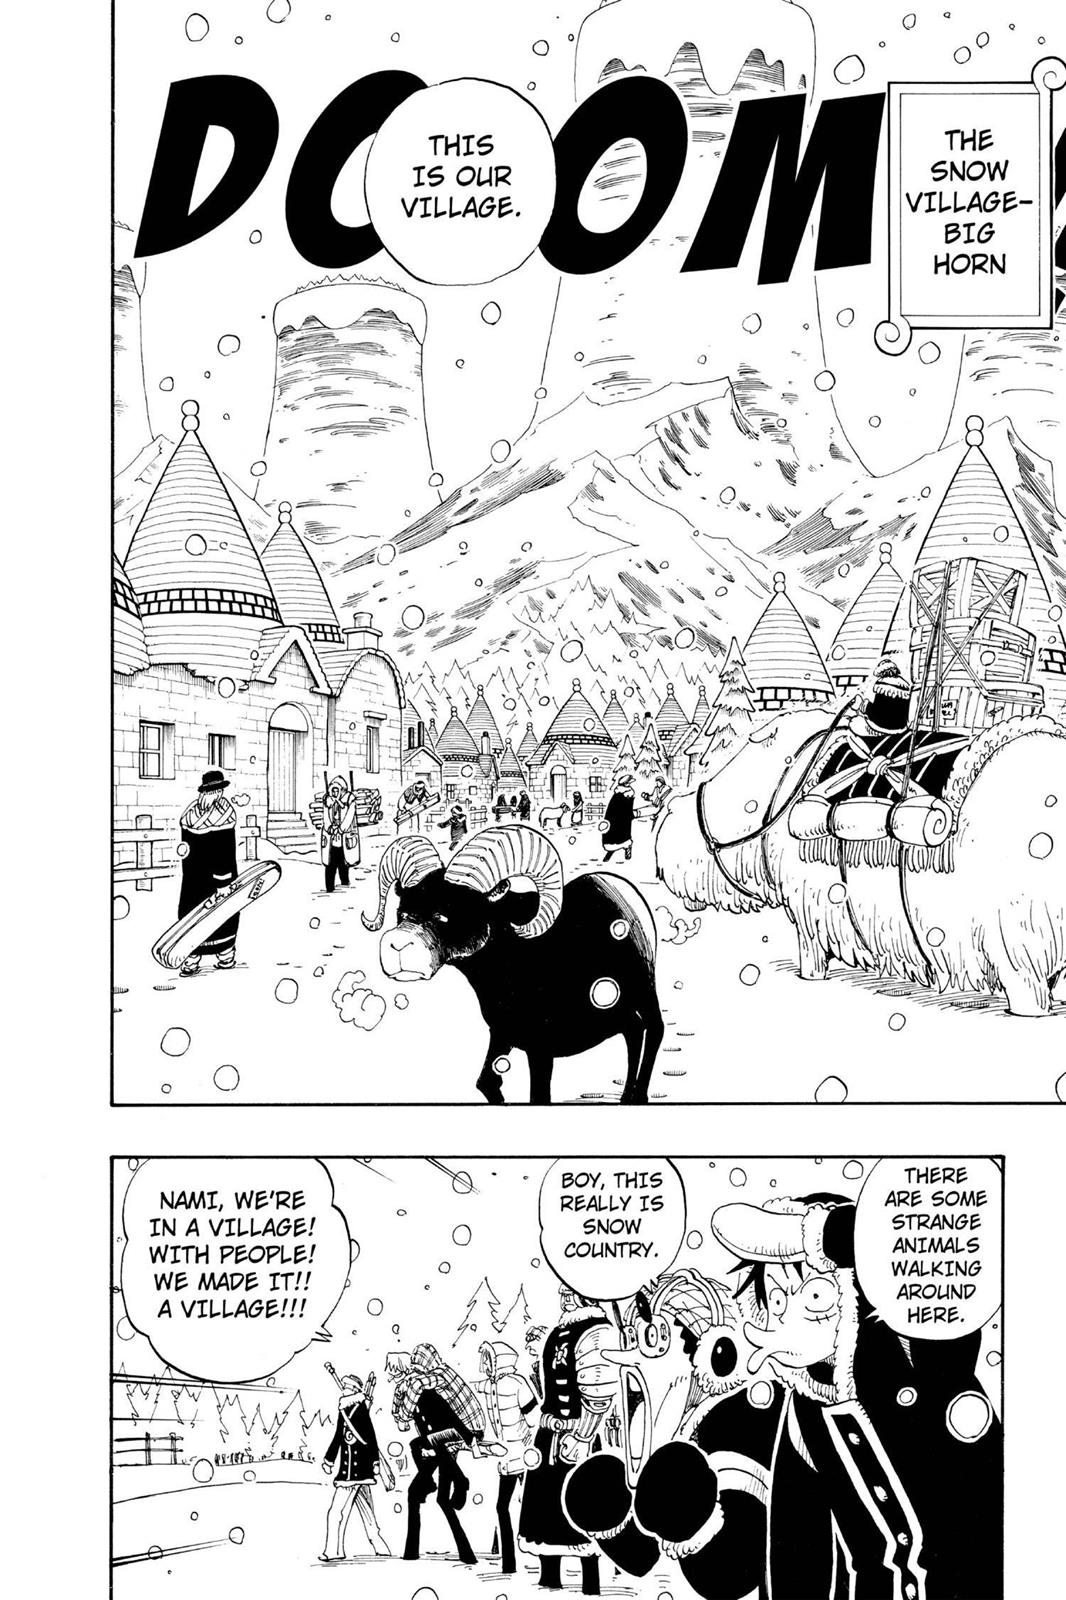 THE
SNOW
VILLAGE–
BIG
HORN
DOOM
THIS
IS OUR
VILLAGE.
THERE
ARE SOME
STRANGE
ANIMALS
WALKING
AROUND
HERE.
BOY, THIS
REALLY IS
SNOW
COUNTRY.
NAMI, WE'RE
IN A VILLAGE!
WITH PEOPLE!
WE MADE IT!!
A VILLAGE!!!